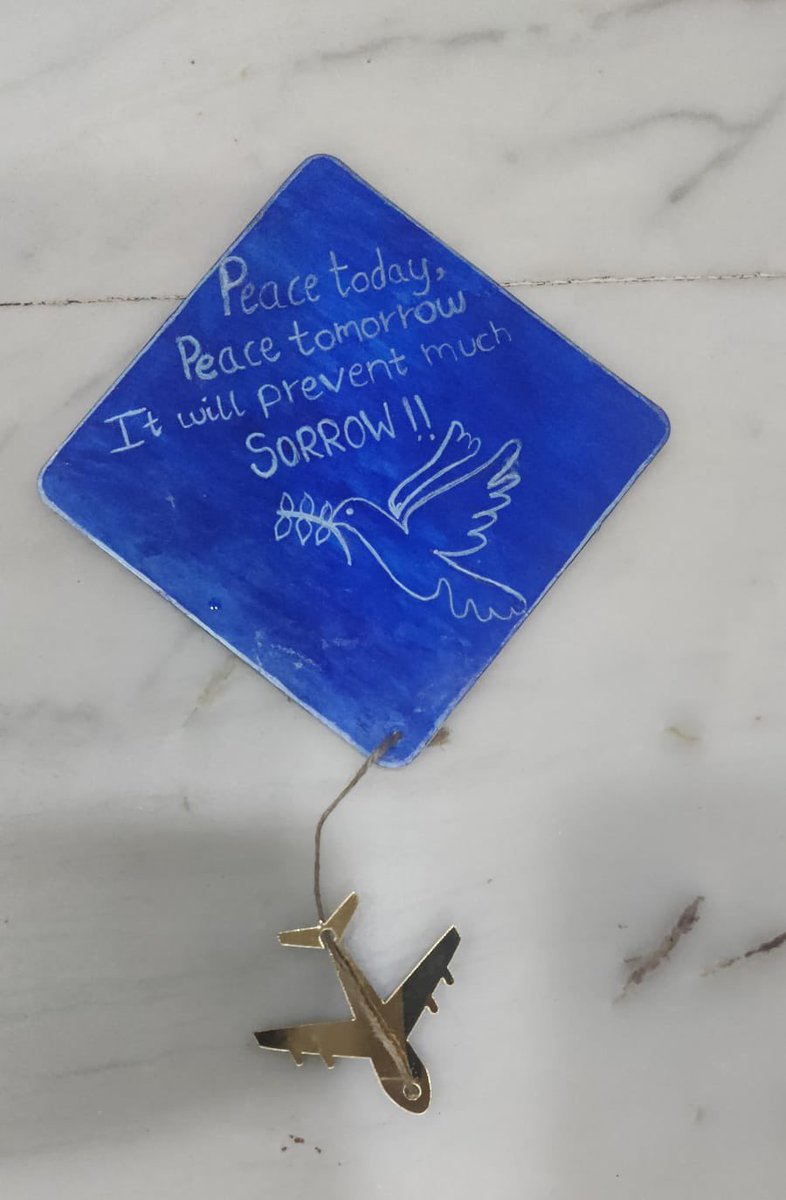 Peace today,
Peace tomorrow
It will prevent much
SORROW!!